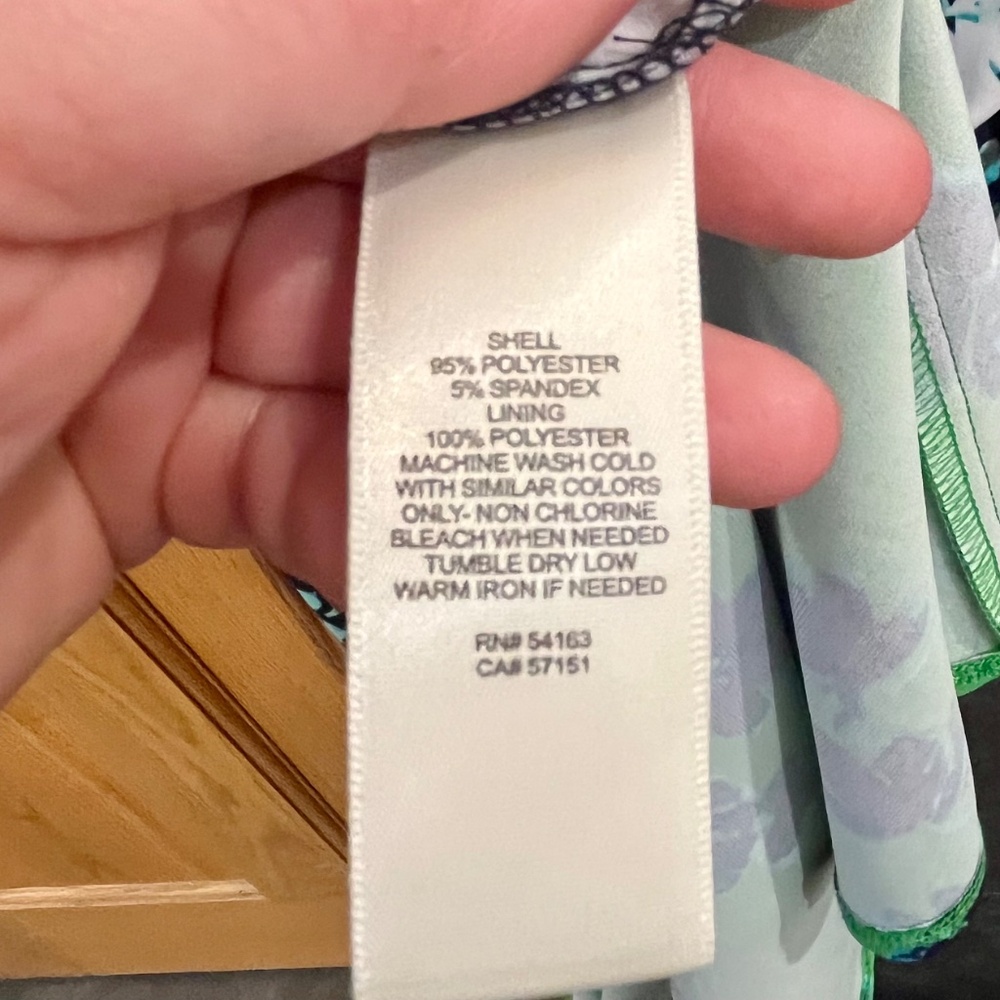 SHELL
95% POLYESTER
5% SPANDEX
LINING
100% POLYESTER
MACHINE WASH COLD
WITH SIMILAR COLORS
ONLY- NON CHLORINE
BLEACH WHEN NEEDED
TUMBLE DRY LOW
WARM IRON IF NEEDED
RN# 54163
CA# 57151